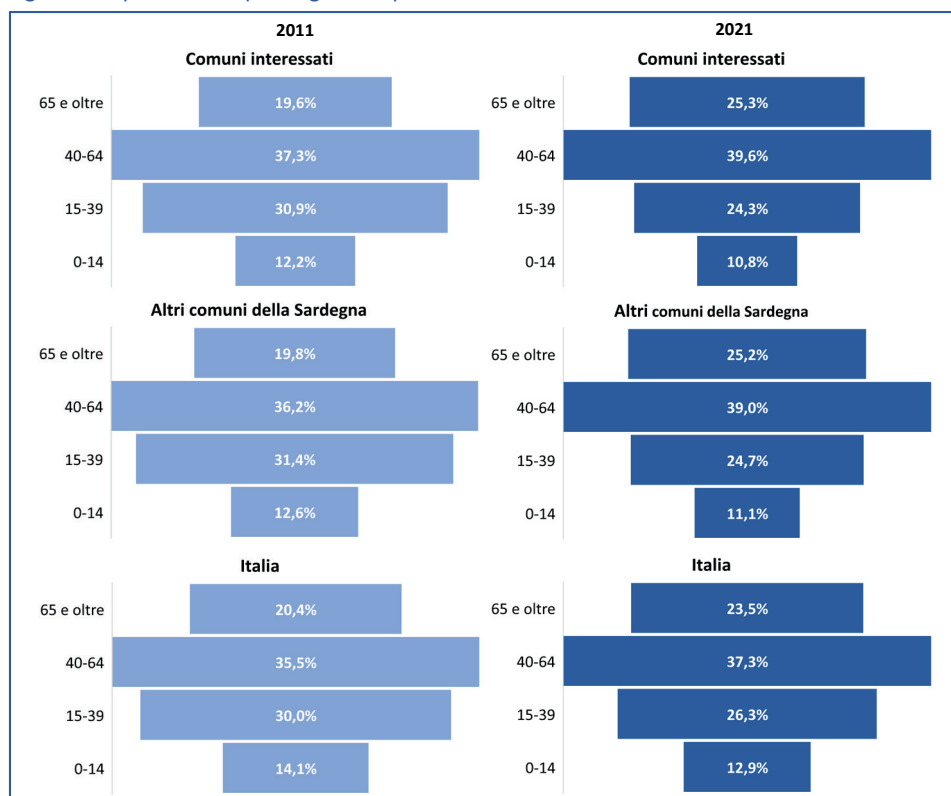 2011
Comuni interessati
65 e oltre 19,6%
40-64 37,3%
15-39 30,9%
0-14 12,2%
Altri comuni della Sardegna
65 e oltre 19,8%
40-64 36,2%
15-39 31,4%
0-14 12,6%
Italia
65 e oltre 20,4%
40-64 35,5%
15-39 30,0%
0-14 14,1%
2021
Comuni interessati
65 e oltre 25,3%
40-64 39,6%
15-39 24,3%
0-14 10,8%
Altri comuni della Sardegna
65 e oltre 25,2%
40-64 39,0%
15-39 24,7%
0-14 11,1%
Italia
65 e oltre 23,5%
40-64 37,3%
15-39 26,3%
0-14 12,9%